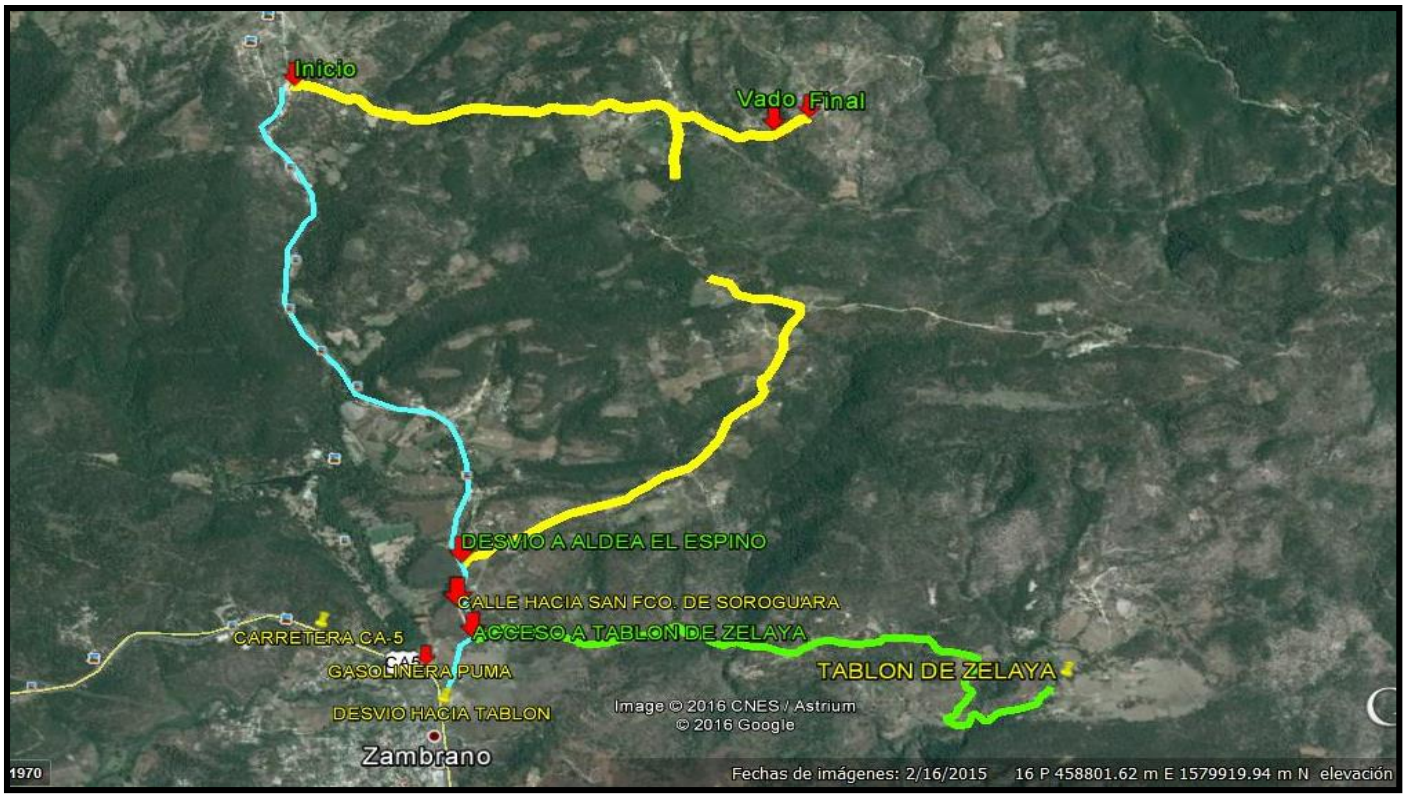 Inicio
Vado
Final
DESVIO A ALDEA EL ESPINO
CALLE HACIA SAN FCO. DE SOROGUARA
ACCESO A TABLON DE ZELAYA
CARRETERA CA-5
CA5
GASOLINERA PUMA
TABLON DE ZELAYA
DESVIO HACIA TABLON
Image © 2016 CNES / Astrium
© 2016 Google
Zambrano
1970
Fechas de imágenes: 2/16/2015 16 P 458801.62 m E 1579919.94 m N elevación